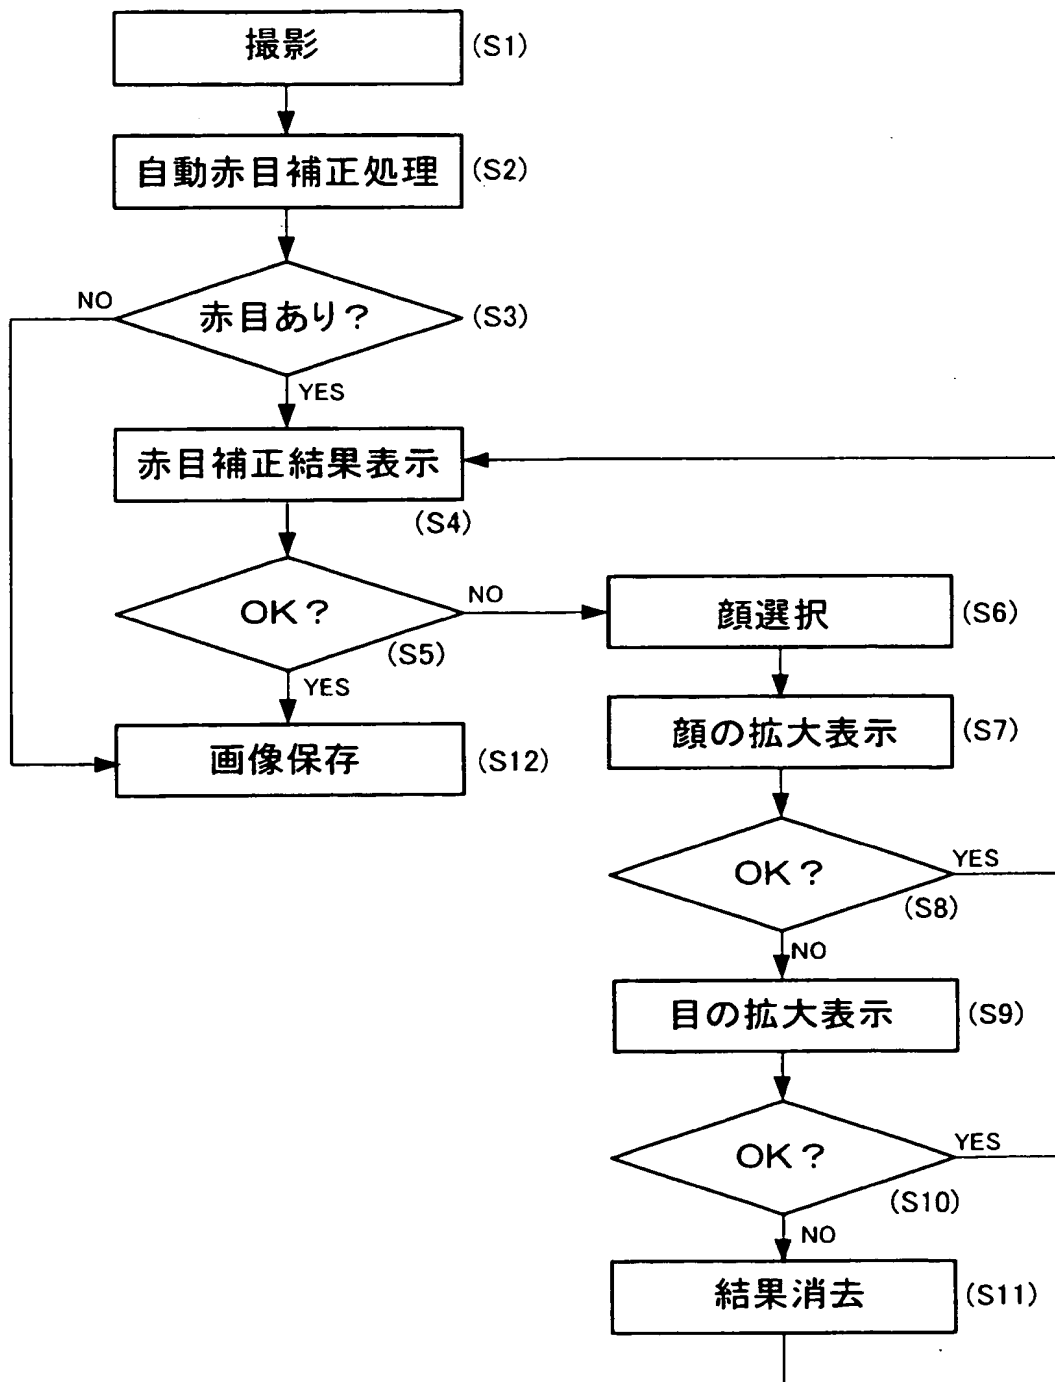 撮影 (S1)
自動赤目補正処理 (S2)
赤目あり? (S3)
NO
YES
赤目補正結果表示
(S4)
OK?
(S5)
NO
YES
画像保存 (S12)
顔選択 (S6)
顔の拡大表示 (S7)
OK?
(S8)
YES
NO
目の拡大表示 (S9)
OK?
(S10)
YES
NO
結果消去 (S11)